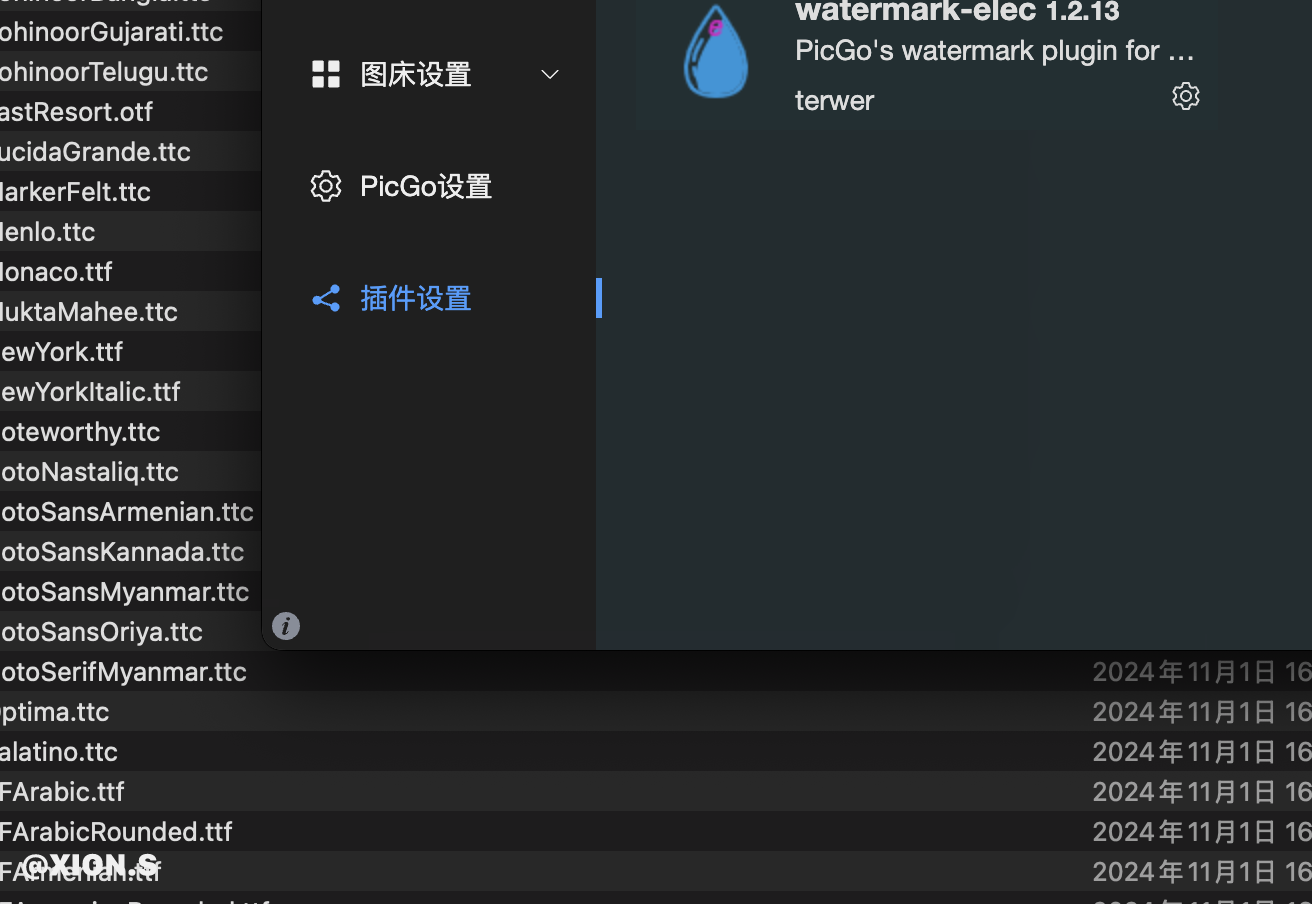 ohinoorGujarati.ttc
ohinoorTelugu.ttc
astResort.otf
ucidaGrande.ttc
larkerFelt.ttc
lenlo.ttc
lonaco.ttf
luktaMahee.ttc
ewYork.ttf
ewYorkItalic.ttf
oteworthy.ttc
otoNastaliq.ttc
otoSansArmenian.ttc
otoSansKannada.ttc
otoSansMyanmar.ttc
otoSansOriya.ttc
otoSerifMyanmar.ttc 2024年11月1日 16
ptima.ttc 2024年11月1日 16
alatino.ttc 2024年11月1日 16
FArabic.ttf 2024年11月1日 16
FArabicRounded.ttf 2024年11月1日 16
FArmenian.ttf 2024年11月1日 16
@XION.S
图床设置
PicGo设置
插件设置
watermark-elec 1.2.13
PicGo's watermark plugin for ...
terwer